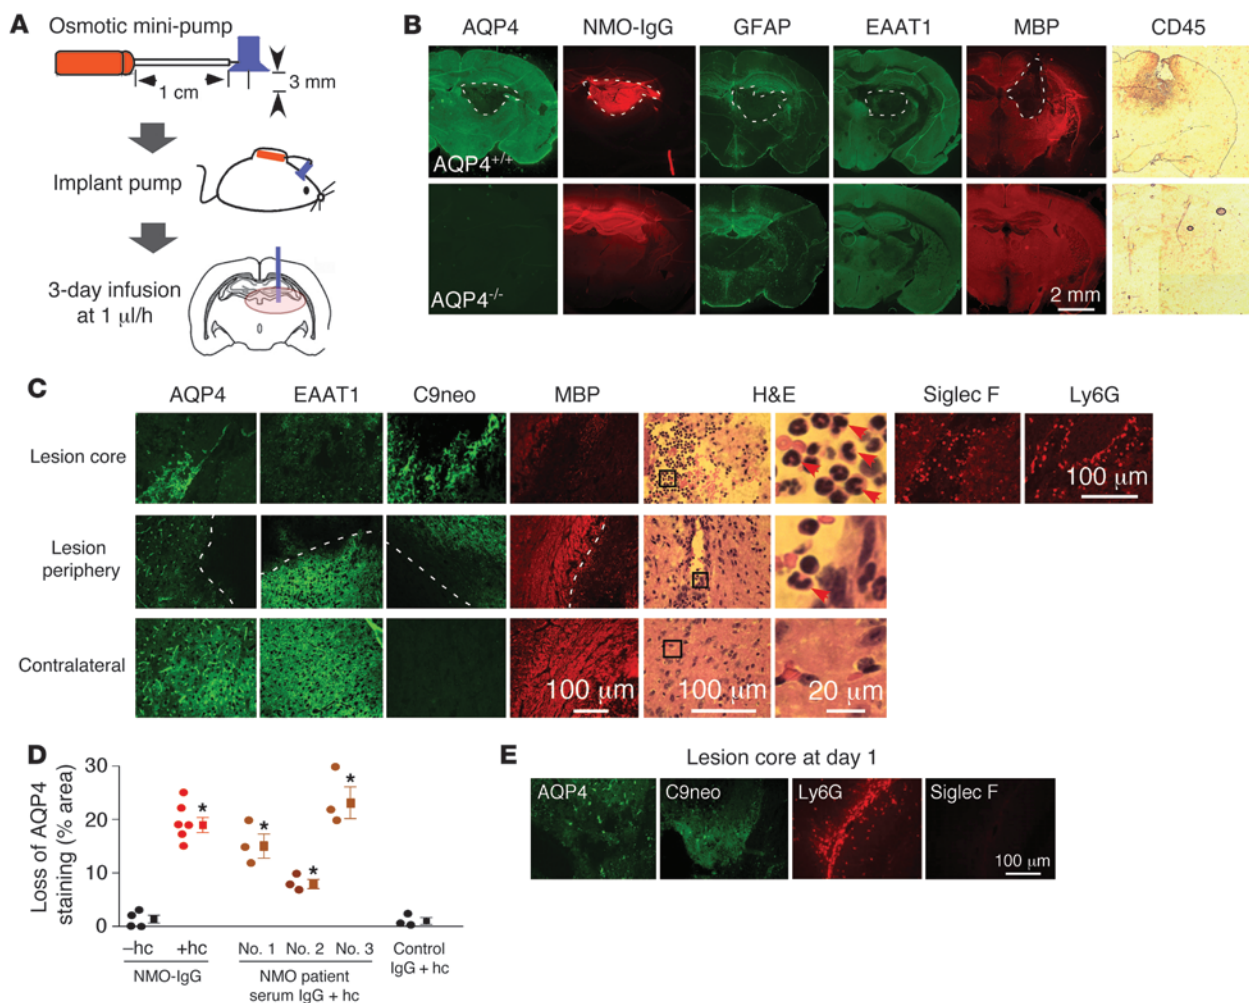 A
Osmotic mini-pump
1 cm
3 mm
Implant pump
3-day infusion
at 1 µl/h
B
AQP4 NMO-IgG GFAP EAAT1 MBP CD45
AQP4+/+
AQP4-/-
2 mm
C
AQP4 EAAT1 C9neo MBP H&E Siglec F Ly6G
Lesion core
100 µm
Lesion
periphery
Contralateral
100 µm 100 µm 20 µm
D
Loss of AQP4
staining (% area)
30
20
10
0
* * * *
–hc +hc No. 1 No. 2 No. 3 Control
IgG + hc
NMO-IgG NMO patient
serum IgG + hc
E
Lesion core at day 1
AQP4 C9neo Ly6G Siglec F
100 µm